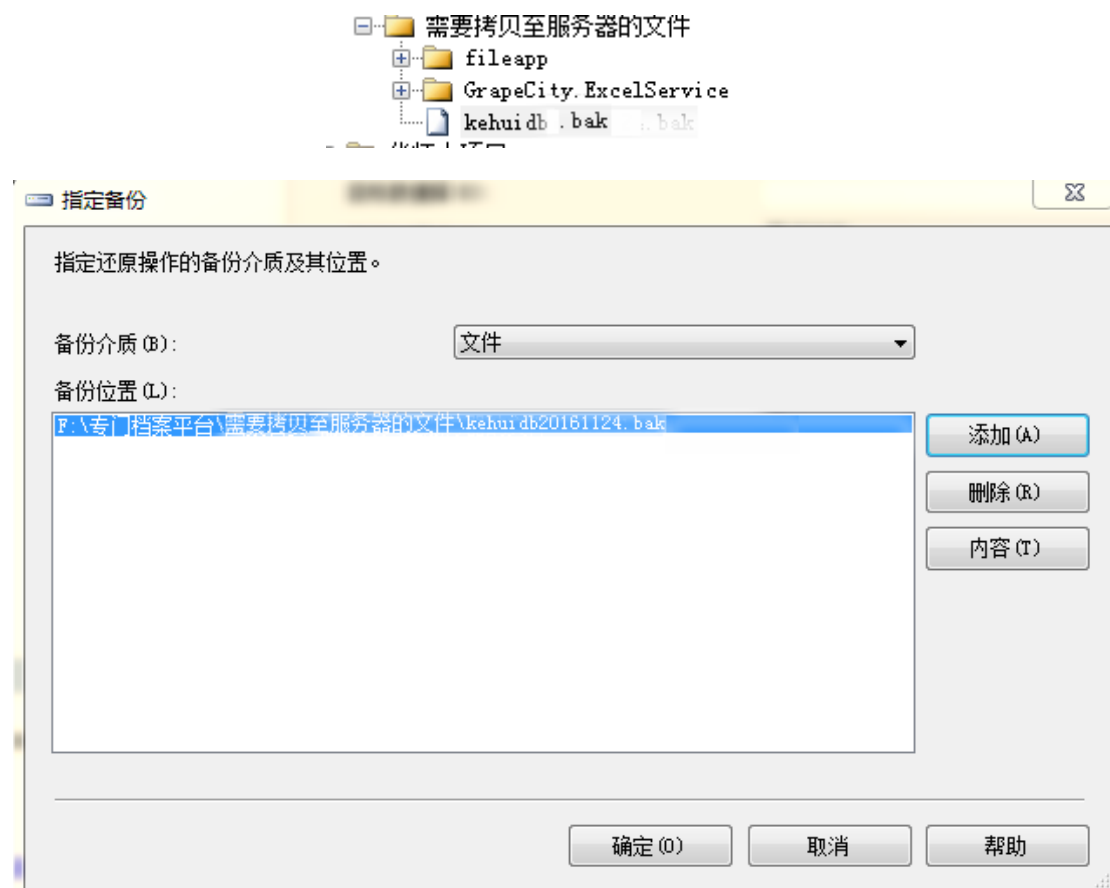 需要拷贝至服务器的文件
fileapp
GrapeCity.ExcelService
kehuidb .bak .bak
指定备份
指定还原操作的备份介质及其位置。
备份介质(B): 文件
备份位置(L):
F:\专门档案平台\需要拷贝至服务器的文件\kehuidb20161124.bak
添加(A)
删除(R)
内容(T)
确定(O) 取消 帮助